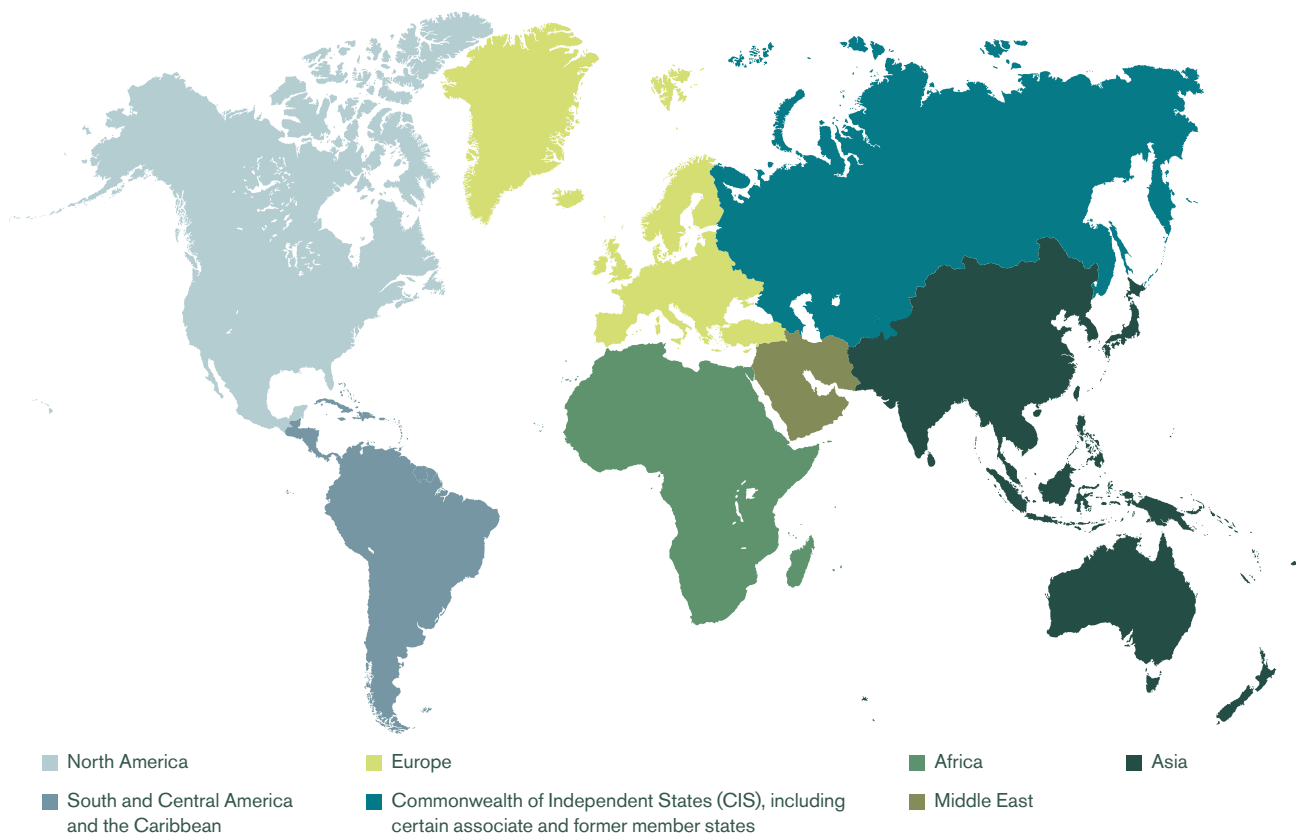 North America
South and Central America
and the Caribbean
Europe
Commonwealth of Independent States (CIS), including
certain associate and former member states
Africa
Middle East
Asia